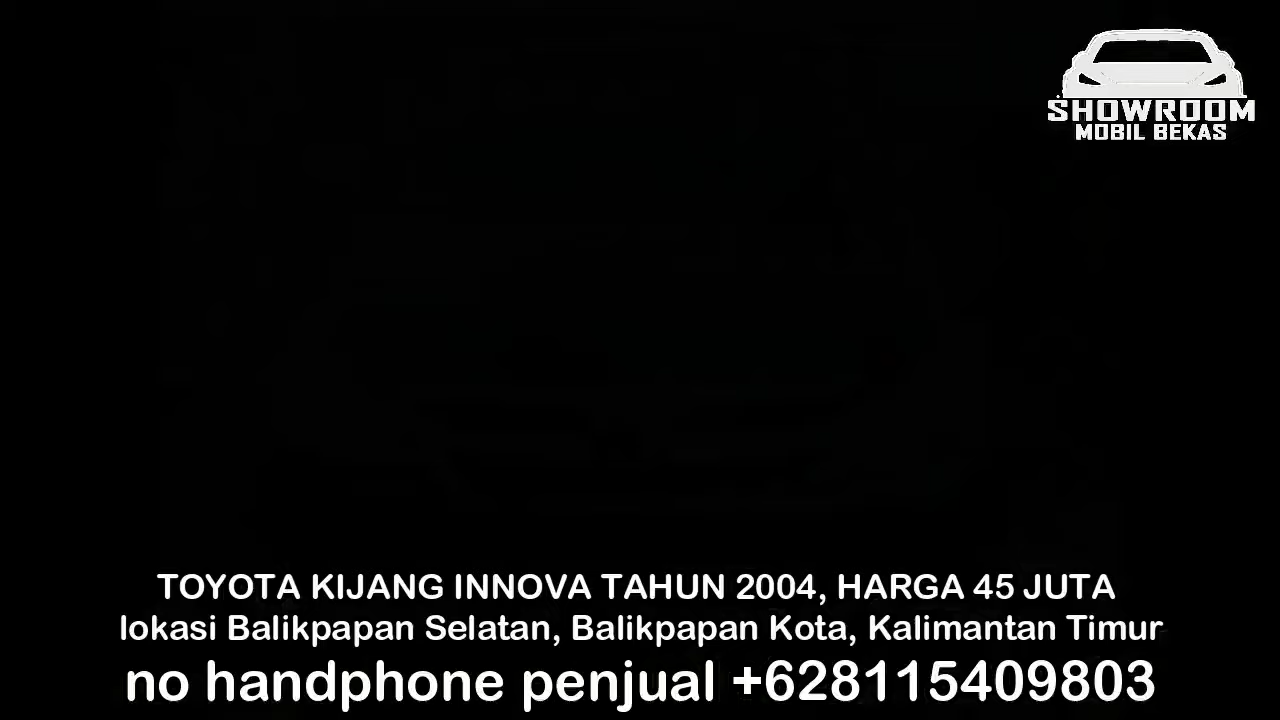 SHOWROOM
MOBIL BEKAS
TOYOTA KIJANG INNOVA TAHUN 2004, HARGA 45 JUTA
lokasi Balikpapan Selatan, Balikpapan Kota, Kalimantan Timur
no handphone penjual +628115409803